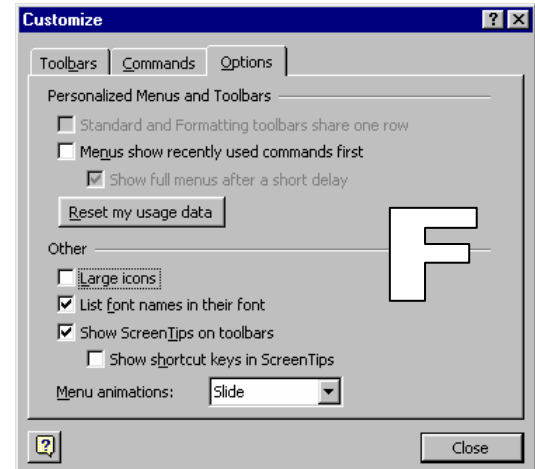 Customize
Toolbars Commands Options
Personalized Menus and Toolbars
Standard and Formatting toolbars share one row
Menus show recently used commands first
Show full menus after a short delay
Reset my usage data
Other
Large icons
List font names in their font
Show ScreenTips on toolbars
Show shortcut keys in ScreenTips
Menu animations: Slide
Close
F